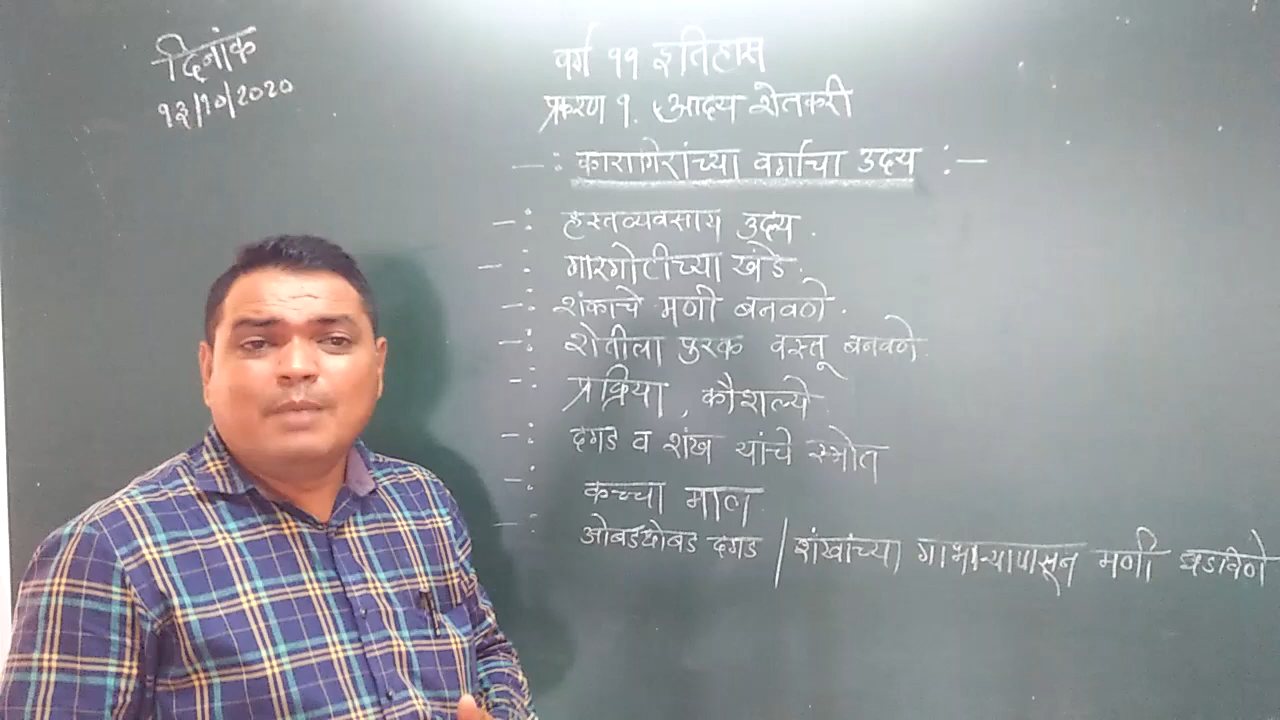 दिनांक
१३/१०/२०२०
वर्ग ११ इतिहास
प्रकरण १. आद्य शेतकरी
-: कारागिरांच्या वर्गाचा उदय :-
-: हस्तव्यवसाय उदय.
-: गारगोटीच्या खंडे.
-: शंकाचे मणी बनवणे.
-: शेतीला पुरक वस्तू बनवणे.
-: प्रक्रिया, कौशल्ये
-: दगड व शंख यांचे स्त्रोत
-: कच्चा माल
-: ओबडधोबड दगड / शंखांच्या गाभाऱ्यापासून मणी घडविणे